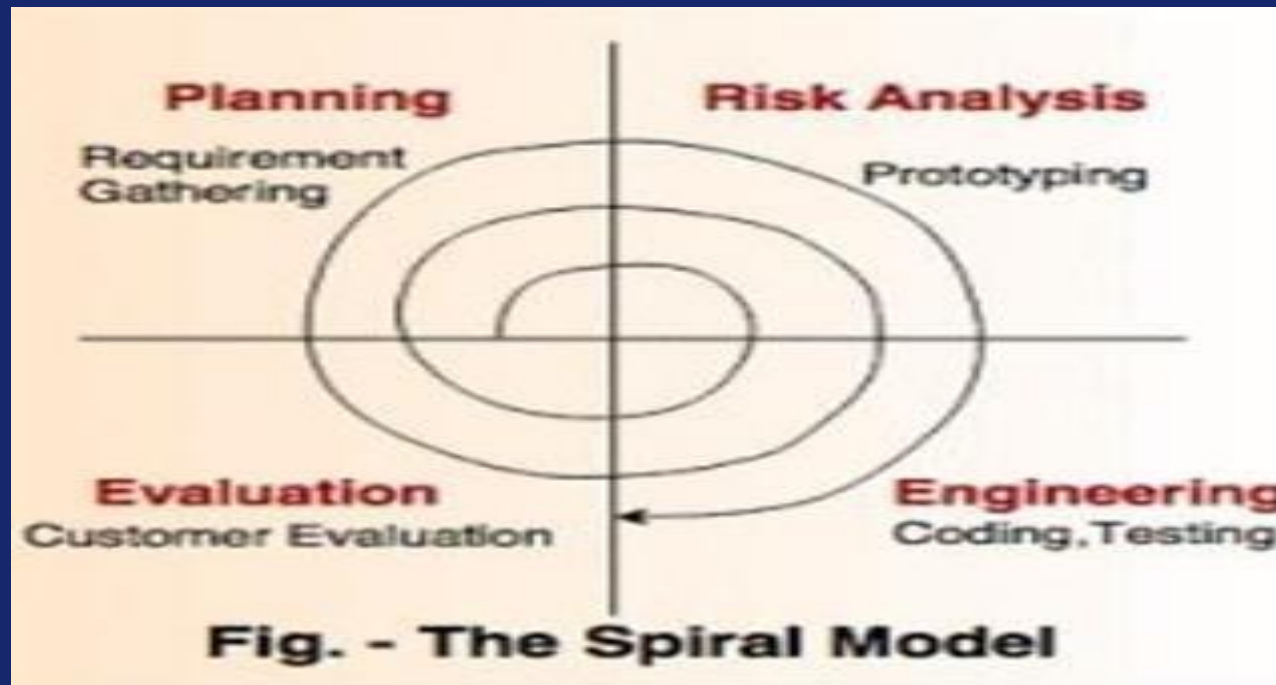 Planning
Requirement
Gathering
Risk Analysis
Prototyping
Evaluation
Customer Evaluation
Engineering
Coding,Testing
Fig. - The Spiral Model